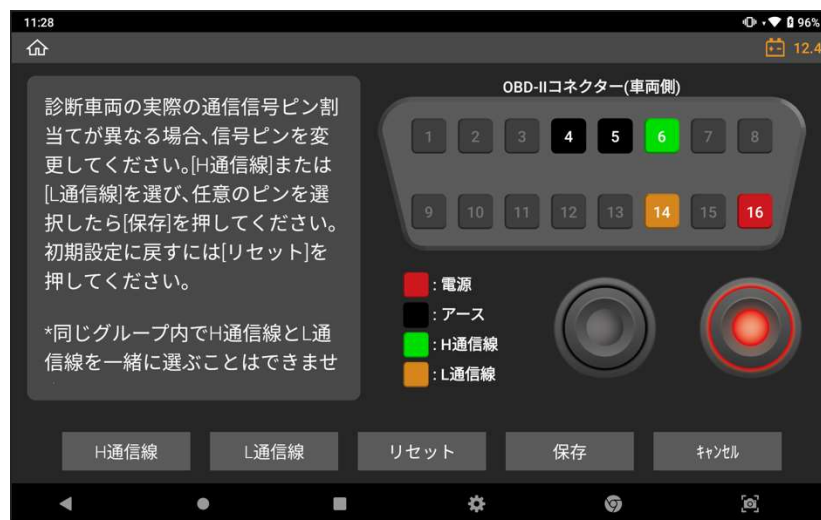 11:28
96%
12.4
診断車両の実際の通信信号ピン割
当てが異なる場合、信号ピンを変
更してください。[H通信線]または
[L通信線]を選び、任意のピンを選
択したら[保存]を押してください。
初期設定に戻すには[リセット]を
押してください。
*同じグループ内でH通信線とL通
信線を一緒に選ぶことはできませ
OBD-IIコネクター(車両側)
1 2 3 4 5 6 7 8
9 10 11 12 13 14 15 16
: 電源
: アース
: H通信線
: L通信線
H通信線 L通信線 リセット 保存 ｷｬﾝｾﾙ